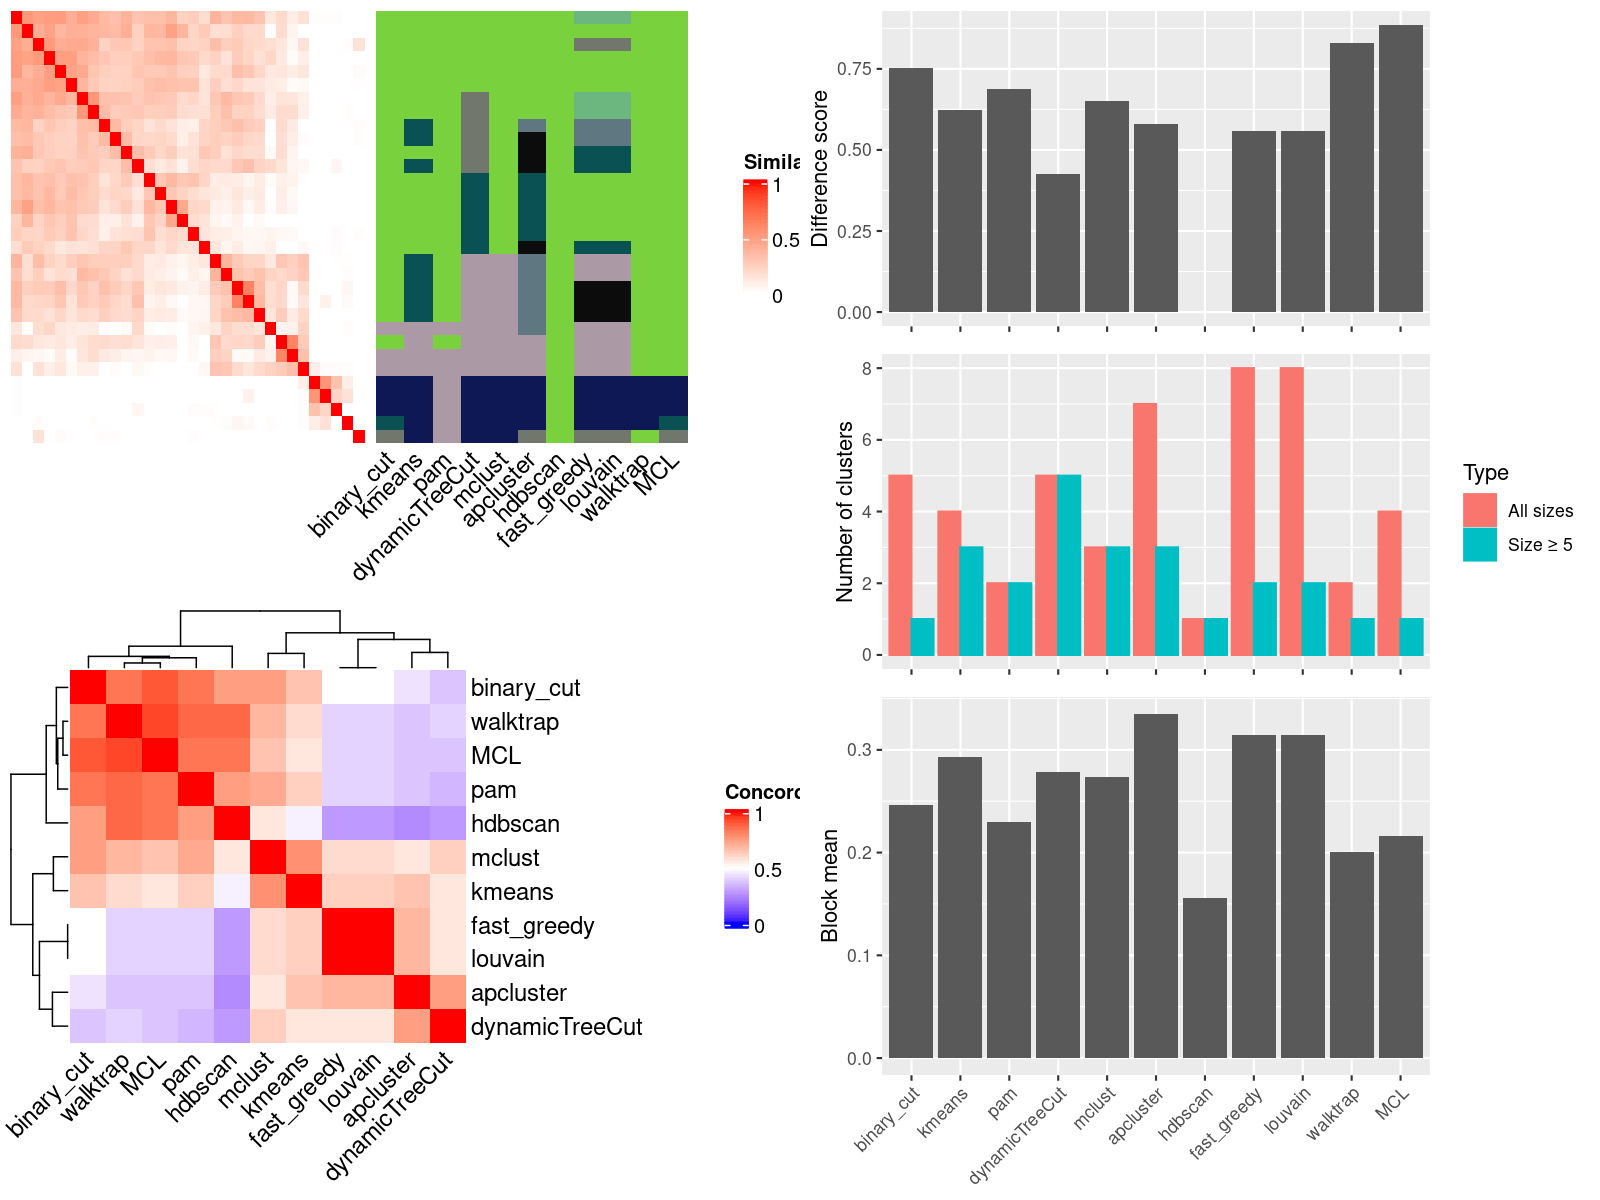 Simila
1
0.5
0
binary_cut
kmeans
pam
dynamicTreeCut
mclust
apcluster
hdbscan
fast_greedy
louvain
walktrap
MCL
binary_cut
walktrap
MCL
pam
hdbscan
mclust
kmeans
fast_greedy
louvain
apcluster
dynamicTreeCut
Concord
1
0.5
0
binary_cut
walktrap
MCL
pam
hdbscan
mclust
kmeans
fast_greedy
louvain
apcluster
dynamicTreeCut
Difference score
0.75
0.50
0.25
0.00
Number of clusters
8
6
4
2
0
Type
All sizes
Size ≥ 5
Block mean
0.3
0.2
0.1
0.0
binary_cut
kmeans
pam
dynamicTreeCut
mclust
apcluster
hdbscan
fast_greedy
louvain
walktrap
MCL